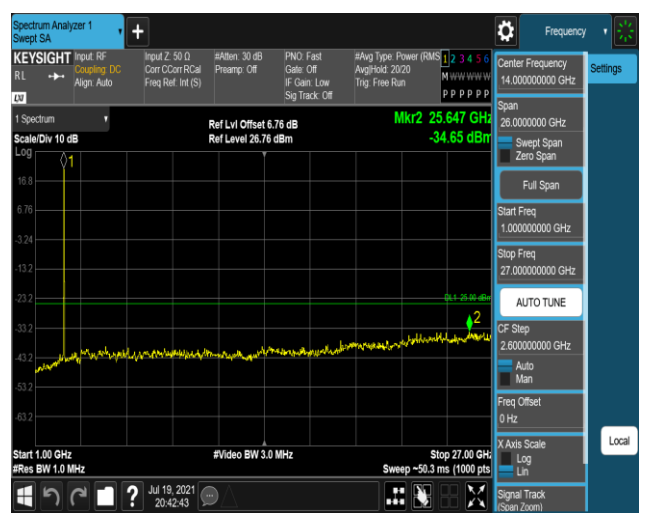 Spectrum Analyzer 1
Swept SA
Frequency
KEYSIGHT
RL
LXI
Input: RF
Coupling: DC
Align: Auto
Input Z: 50 Ω
Corr CCorr RCal
Freq Ref: Int (S)
#Atten: 30 dB
Preamp: Off
PNO: Fast
Gate: Off
IF Gain: Low
Sig Track: Off
#Avg Type: Power (RMS
Avg|Hold: 20/20
Trig: Free Run
1 2 3 4 5 6
M W W W W W
P P P P P P
Center Frequency
14.000000000 GHz
Settings
1 Spectrum
Scale/Div 10 dB
Log
Ref Lvl Offset 6.76 dB
Ref Level 26.76 dBm
Mkr2 25.647 GHz
-34.65 dBm
1
16.8
6.76
-3.24
-13.2
-23.2
-33.2
-43.2
-53.2
-63.2
DL1 -25.00 dBm
2
Start 1.00 GHz
#Res BW 1.0 MHz
#Video BW 3.0 MHz
Stop 27.00 GHz
Sweep ~50.3 ms (1000 pts
Span
26.0000000 GHz
Swept Span
Zero Span
Full Span
Start Freq
1.000000000 GHz
Stop Freq
27.000000000 GHz
AUTO TUNE
CF Step
2.600000000 GHz
Auto
Man
Freq Offset
0 Hz
X Axis Scale
Log
Lin
Local
Signal Track
(Span Zoom)
?
Jul 19, 2021
20:42:43